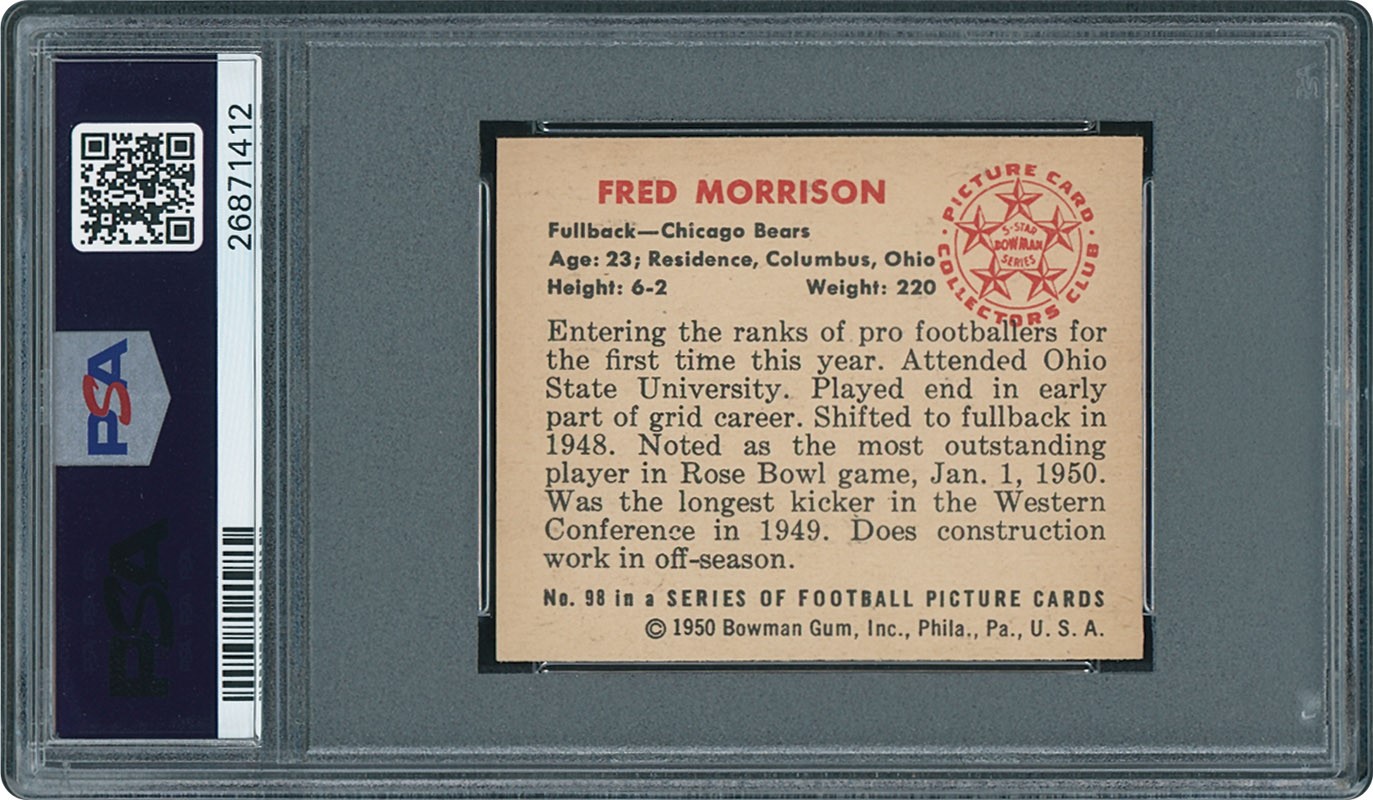 26871412
PSA
PSA
FRED MORRISON
Fullback—Chicago Bears
Age: 23; Residence, Columbus, Ohio
Height: 6-2 Weight: 220
PICTURE CARD
COLLECTORS CLUB
5-STAR
BOWMAN
SERIES
Entering the ranks of pro footballers for
the first time this year. Attended Ohio
State University. Played end in early
part of grid career. Shifted to fullback in
1948. Noted as the most outstanding
player in Rose Bowl game, Jan. 1, 1950.
Was the longest kicker in the Western
Conference in 1949. Does construction
work in off-season.
No. 98 in a SERIES OF FOOTBALL PICTURE CARDS
© 1950 Bowman Gum, Inc., Phila., Pa., U. S. A.